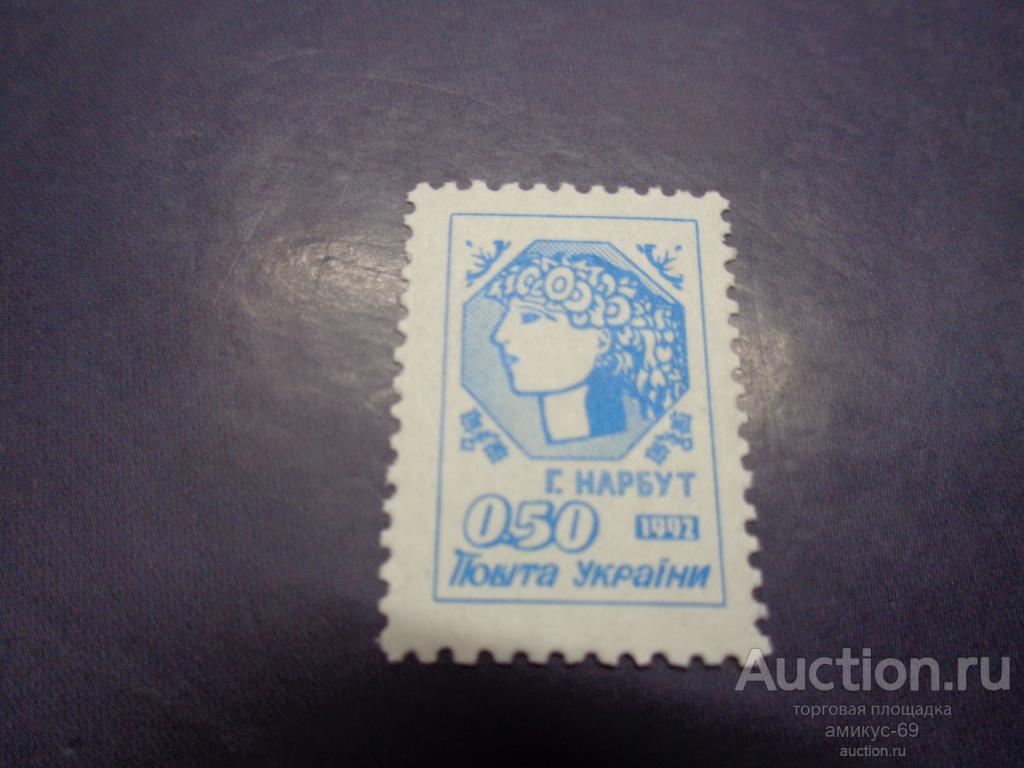 Г. НАРБУТ
0.50 1992
Пошта України
Auction.ru
торговая площадка
амикус-69
auction.ru